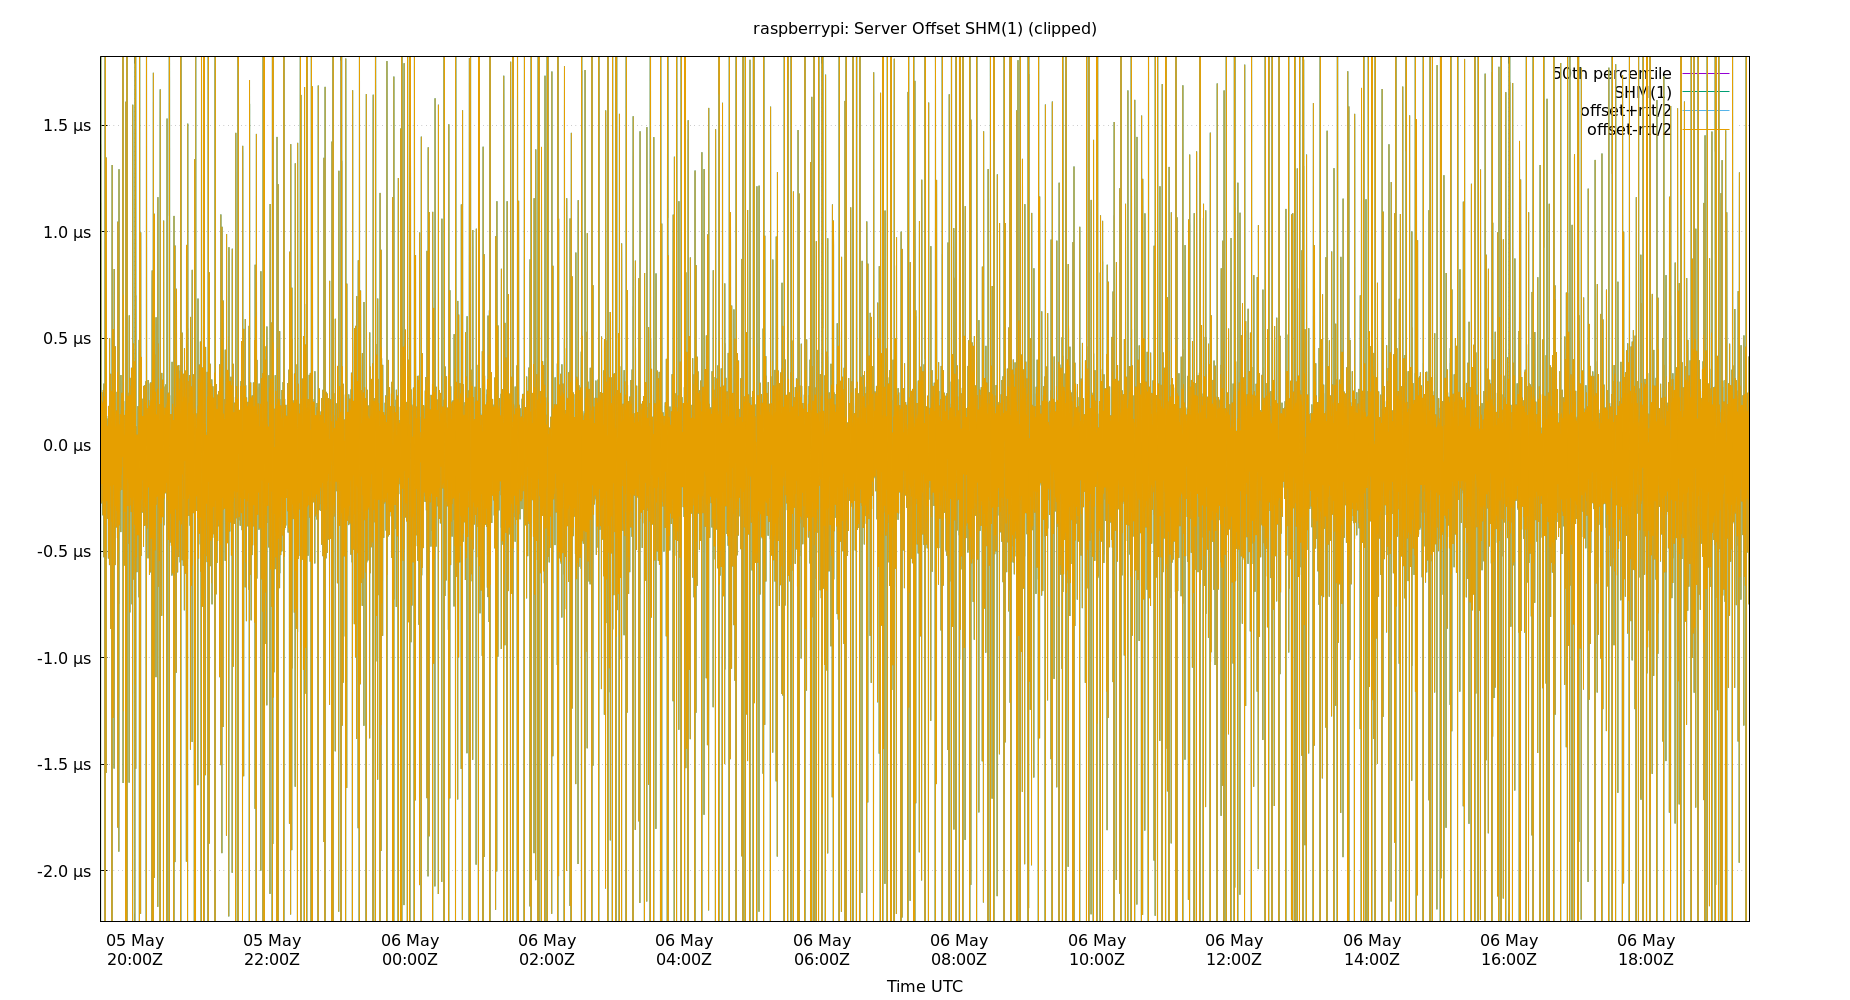 raspberrypi: Server Offset SHM(1) (clipped)
50th percentile
SHM(1)
offset+rtt/2
offset-rtt/2
1.5 µs
1.0 µs
0.5 µs
0.0 µs
-0.5 µs
-1.0 µs
-1.5 µs
-2.0 µs
05 May 05 May 06 May 06 May 06 May 06 May 06 May 06 May 06 May 06 May 06 May 06 May
20:00Z 22:00Z 00:00Z 02:00Z 04:00Z 06:00Z 08:00Z 10:00Z 12:00Z 14:00Z 16:00Z 18:00Z
Time UTC